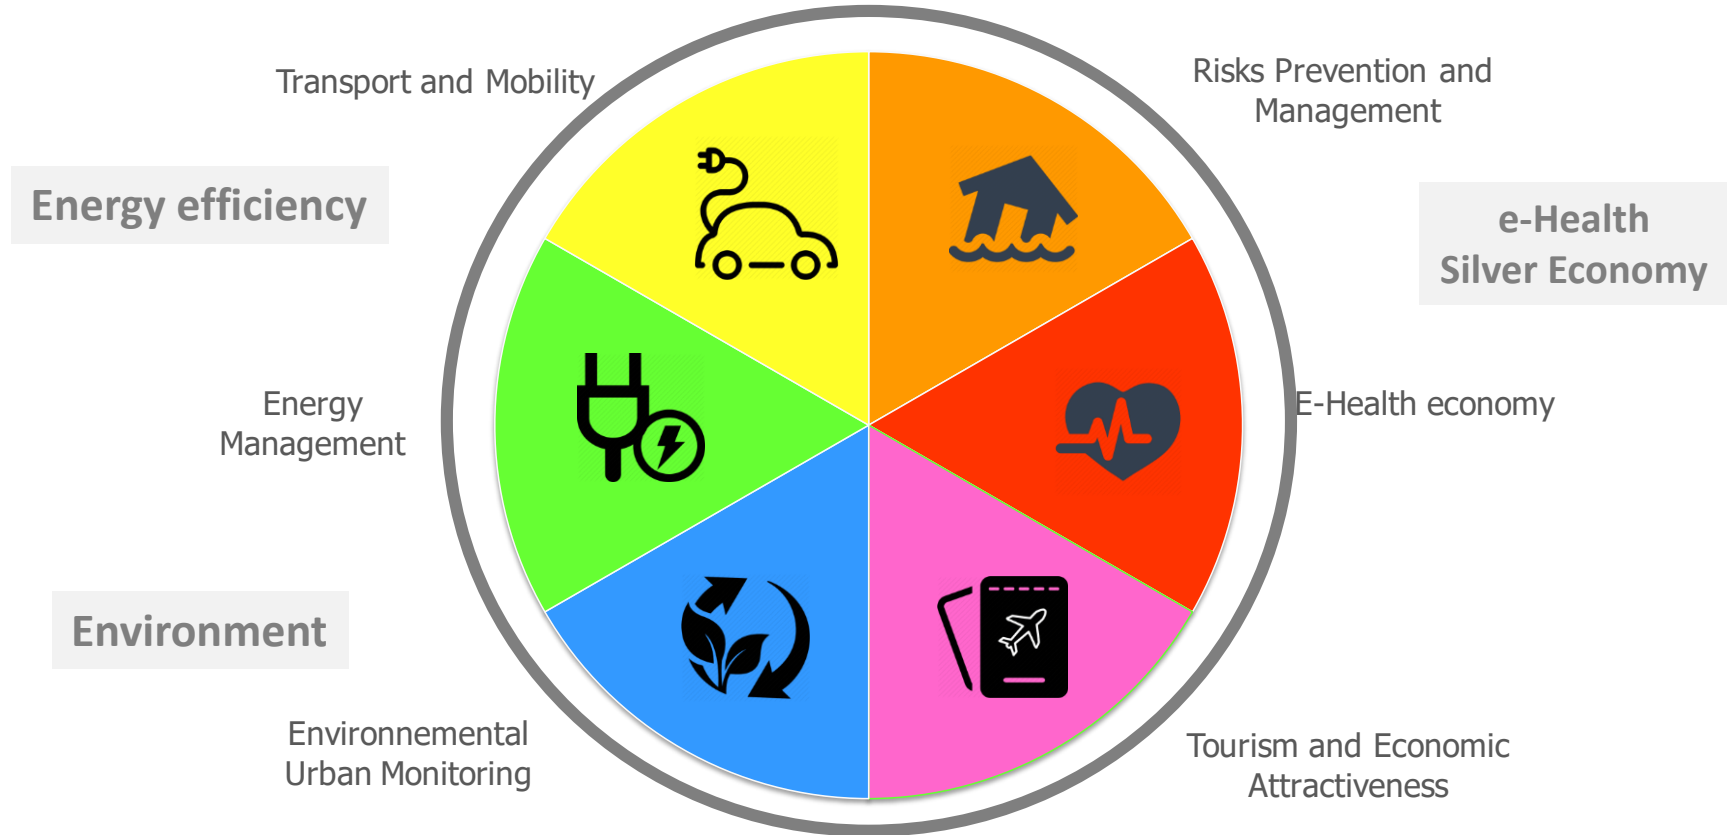 Transport and Mobility
Risks Prevention and
Management
Energy efficiency
e-Health
Silver Economy
Energy
Management
E-Health economy
Environment
Environnemental
Urban Monitoring
Tourism and Economic
Attractiveness